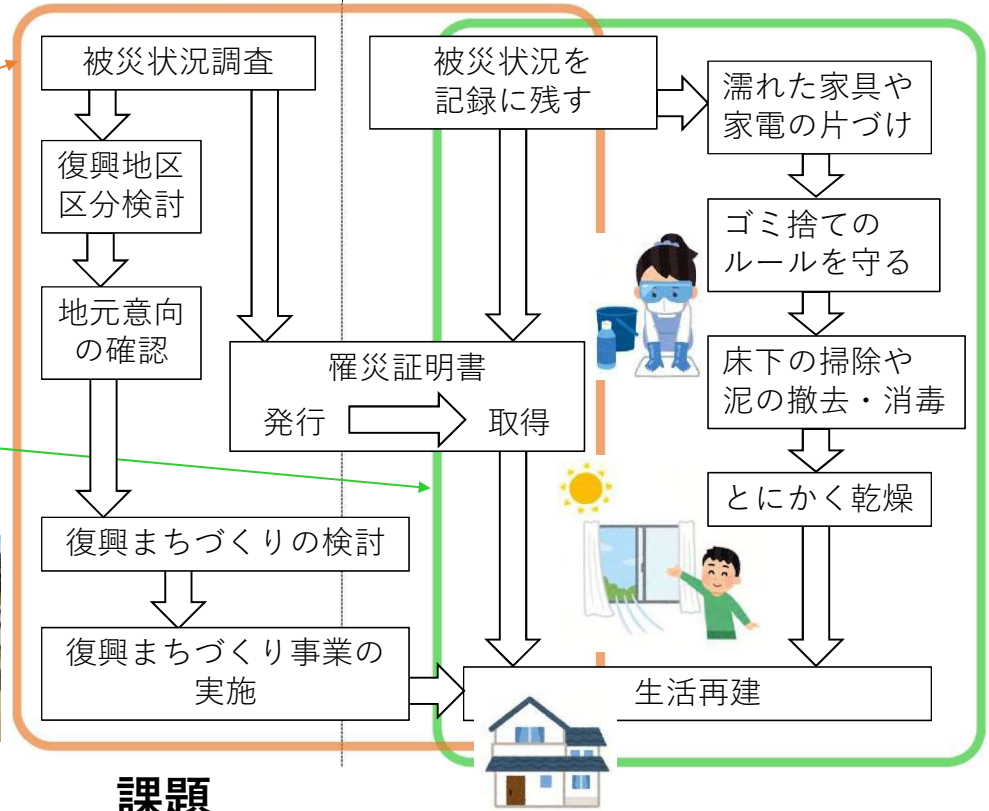 被災状況調査
復興地区
区分検討
地元意向
の確認
被災状況を
記録に残す
罹災証明書
発行
取得
復興まちづくりの検討
復興まちづくり事業の
実施
濡れた家具や
家電の片づけ
ゴミ捨ての
ルールを守る
床下の掃除や
泥の撤去・消毒
とにかく乾燥
生活再建
課題